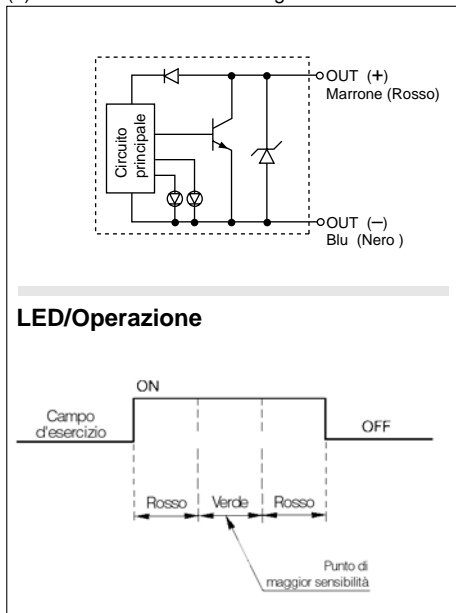 OUT (+)
Marrone (Rosso)
Circuito
principale
OUT (−)
Blu (Nero )
LED/Operazione
ON
Campo
d'esercizio
OFF
Rosso Verde Rosso
Punto di
maggior sensibilità